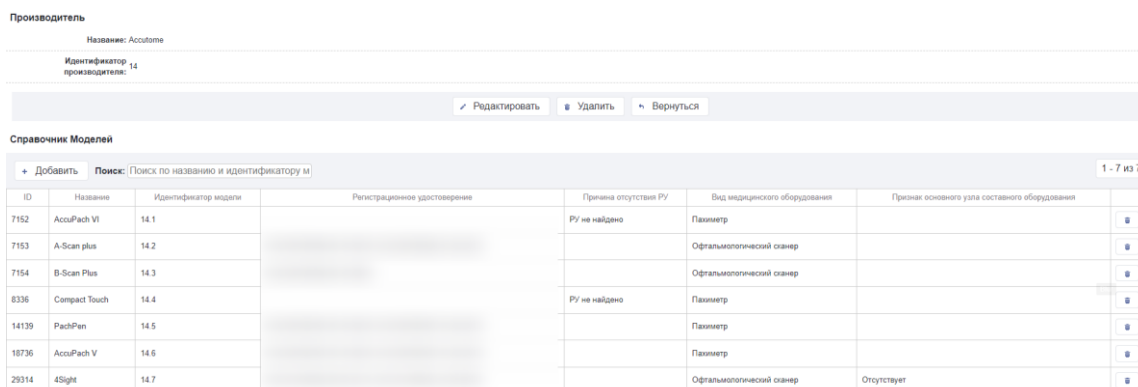 Производитель
Название: Accutome
Идентификатор производителя: 14
Редактировать Удалить Вернуться
Справочник Моделей
+ Добавить Поиск: Поиск по названию и идентификатору м 1 - 7 из 7
ID Название Идентификатор модели Регистрационное удостоверение Причина отсутствия РУ Вид медицинского оборудования Признак основного узла составного оборудования
7152 AccuPach VI 14.1 РУ не найдено Пахиметр
7153 A-Scan plus 14.2 Офтальмологический сканер
7154 B-Scan Plus 14.3 Офтальмологический сканер
8336 Compact Touch 14.4 РУ не найдено Пахиметр
14139 PachPen 14.5 Пахиметр
18736 AccuPach V 14.6 Пахиметр
29314 4Sight 14.7 Офтальмологический сканер Отсутствует